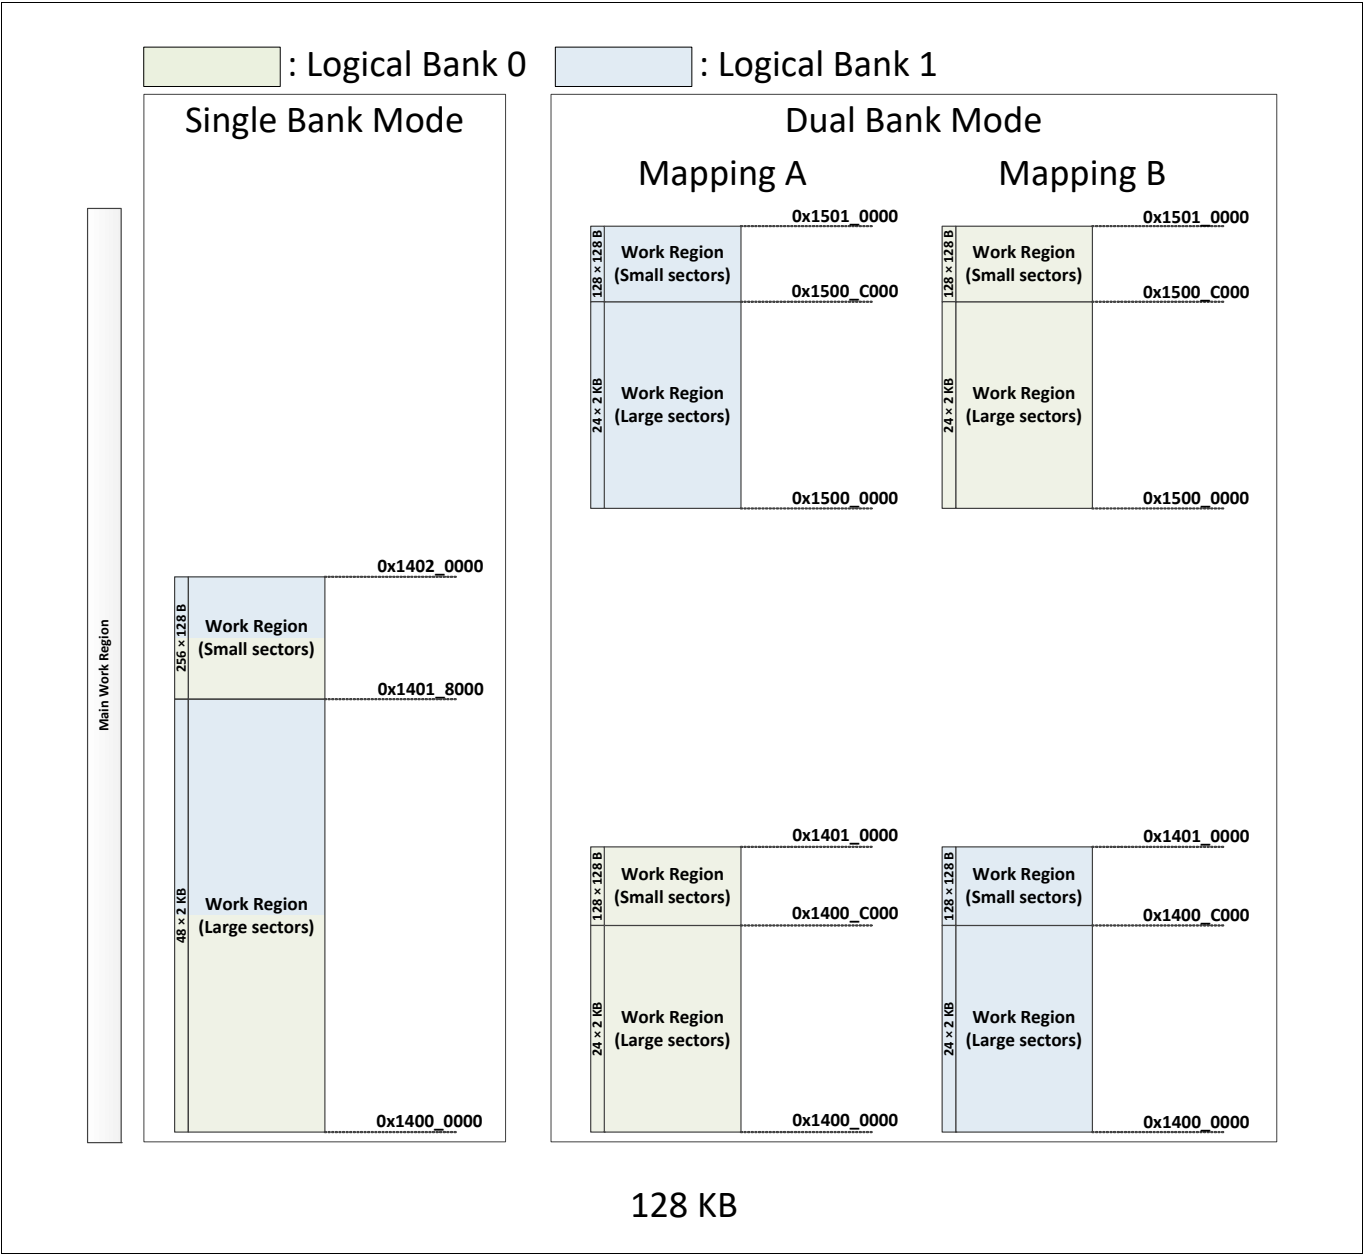 : Logical Bank 0
: Logical Bank 1
Single Bank Mode
Dual Bank Mode
Mapping A
Mapping B
Main Work Region
0x1402_0000
256 × 128 B
Work Region
(Small sectors)
0x1401_8000
48 × 2 KB
Work Region
(Large sectors)
0x1400_0000
0x1501_0000
128 × 128 B
Work Region
(Small sectors)
0x1500_C000
24 × 2 KB
Work Region
(Large sectors)
0x1500_0000
0x1401_0000
128 × 128 B
Work Region
(Small sectors)
0x1400_C000
24 × 2 KB
Work Region
(Large sectors)
0x1400_0000
0x1501_0000
128 × 128 B
Work Region
(Small sectors)
0x1500_C000
24 × 2 KB
Work Region
(Large sectors)
0x1500_0000
0x1401_0000
128 × 128 B
Work Region
(Small sectors)
0x1400_C000
24 × 2 KB
Work Region
(Large sectors)
0x1400_0000
128 KB